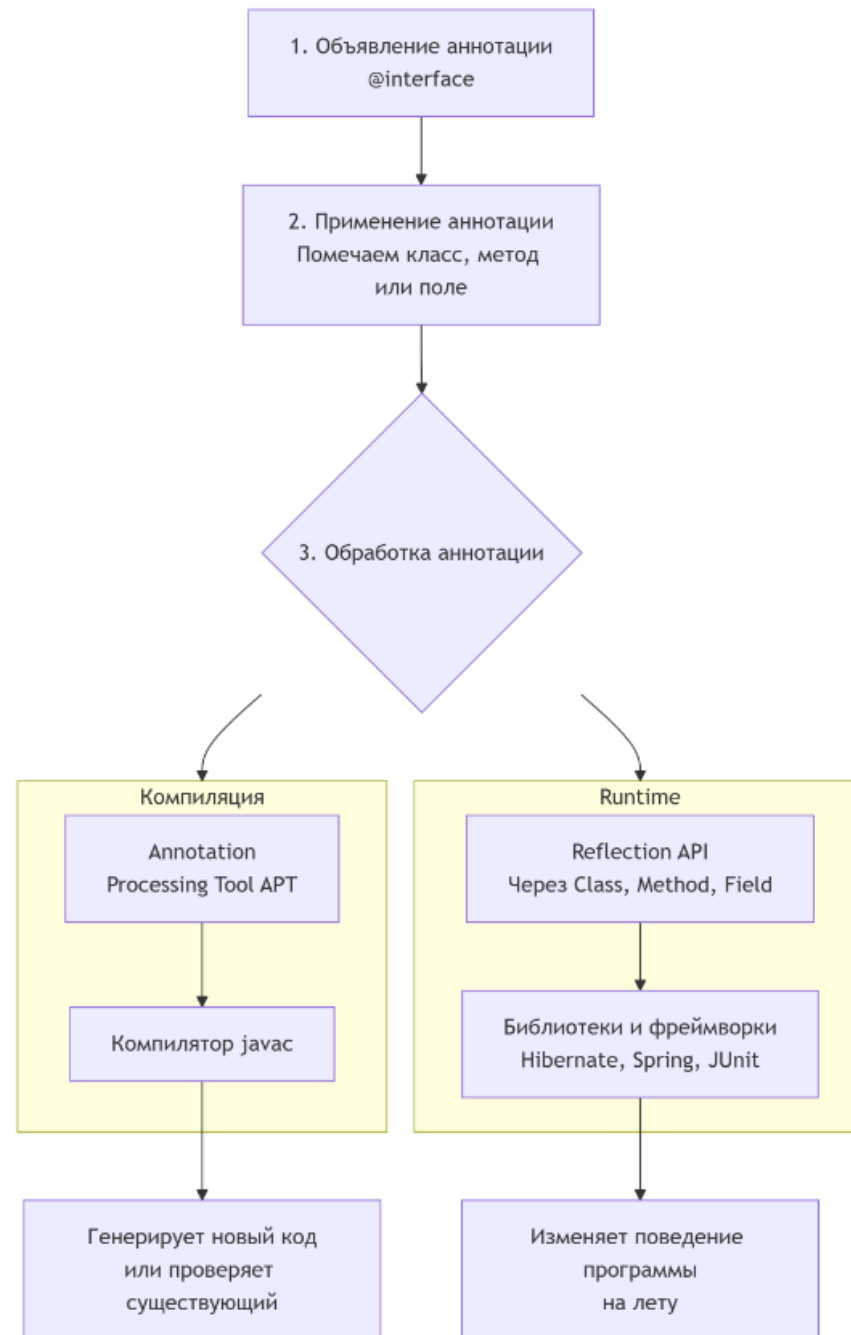 1. Объявление аннотации
@interface
2. Применение аннотации
Помечаем класс, метод
или поле
3. Обработка аннотации
Компиляция
Annotation
Processing Tool APT
Компилятор javac
Генерирует новый код
или проверяет
существующий
Runtime
Reflection API
Через Class, Method, Field
Библиотеки и фреймворки
Hibernate, Spring, JUnit
Изменяет поведение
программы
на лету